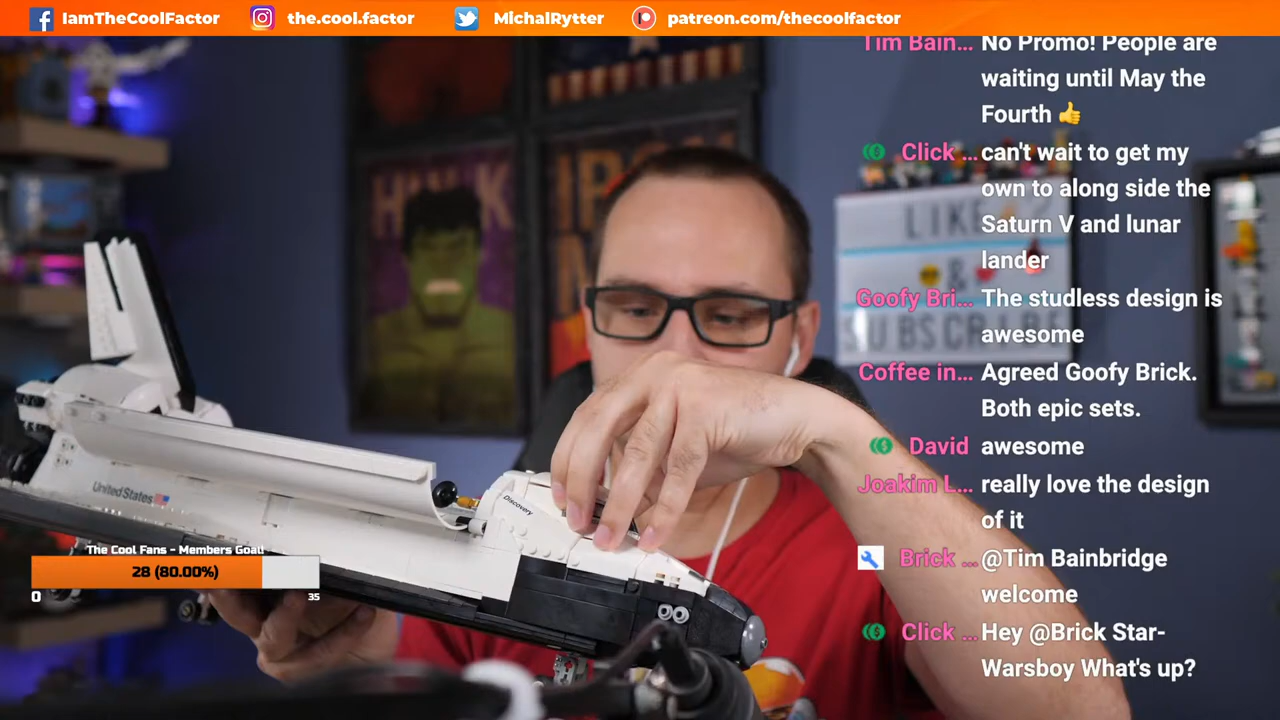 IamTheCoolFactor the.cool.factor MichalRytter patreon.com/thecoolfactor
Tim Bain... No Promo! People are
waiting until May the
Fourth 👍
Click ... can't wait to get my
own to along side the
Saturn V and lunar
lander
Goofy Bri... The studless design is
awesome
Coffee in... Agreed Goofy Brick.
Both epic sets.
David awesome
Joakim L... really love the design
of it
Brick ... @Tim Bainbridge
welcome
Click ... Hey @Brick Star-
Warsboy What's up?
HULK
IRON
LIKE
&
SUBSCRIBE
United States
Discovery
The Cool Fans - Members Goal!
28 (80.00%)
0 35